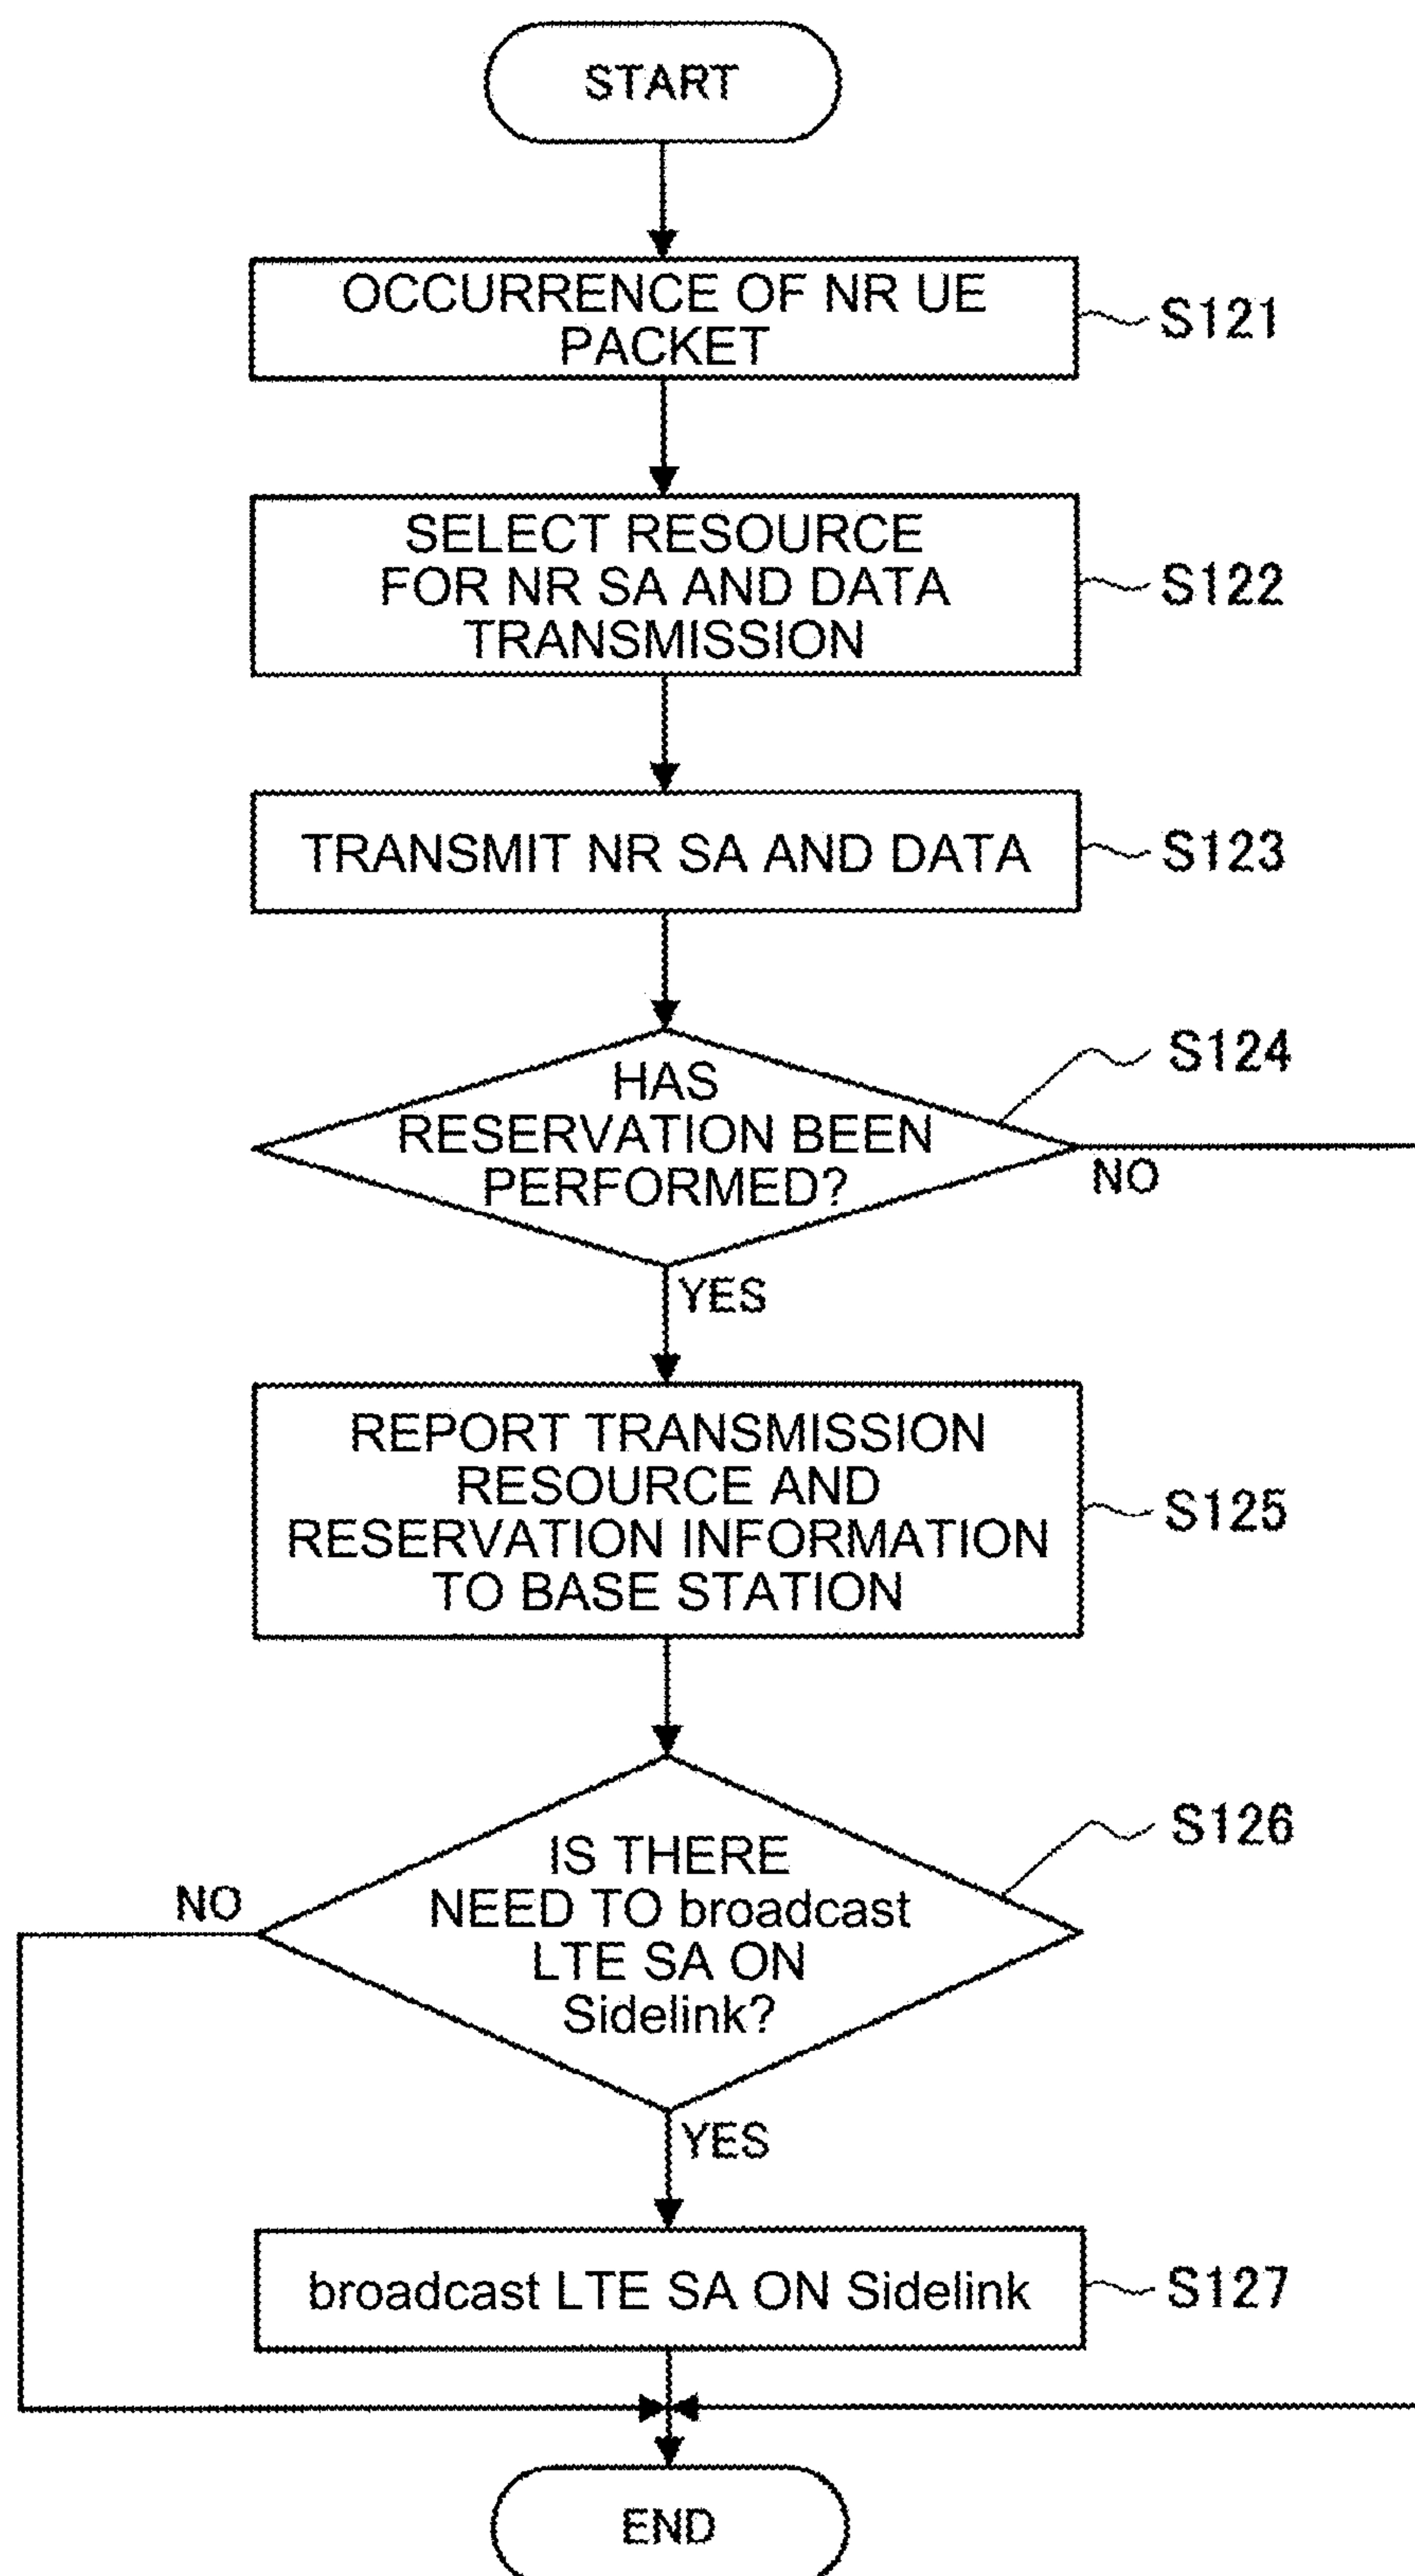 START
OCCURRENCE OF NR UE
PACKET
S121
SELECT RESOURCE
FOR NR SA AND DATA
TRANSMISSION
S122
TRANSMIT NR SA AND DATA
S123
HAS
RESERVATION BEEN
PERFORMED?
S124
NO
YES
REPORT TRANSMISSION
RESOURCE AND
RESERVATION INFORMATION
TO BASE STATION
S125
IS THERE
NEED TO broadcast
LTE SA ON
Sidelink?
S126
NO
YES
broadcast LTE SA ON Sidelink
S127
END